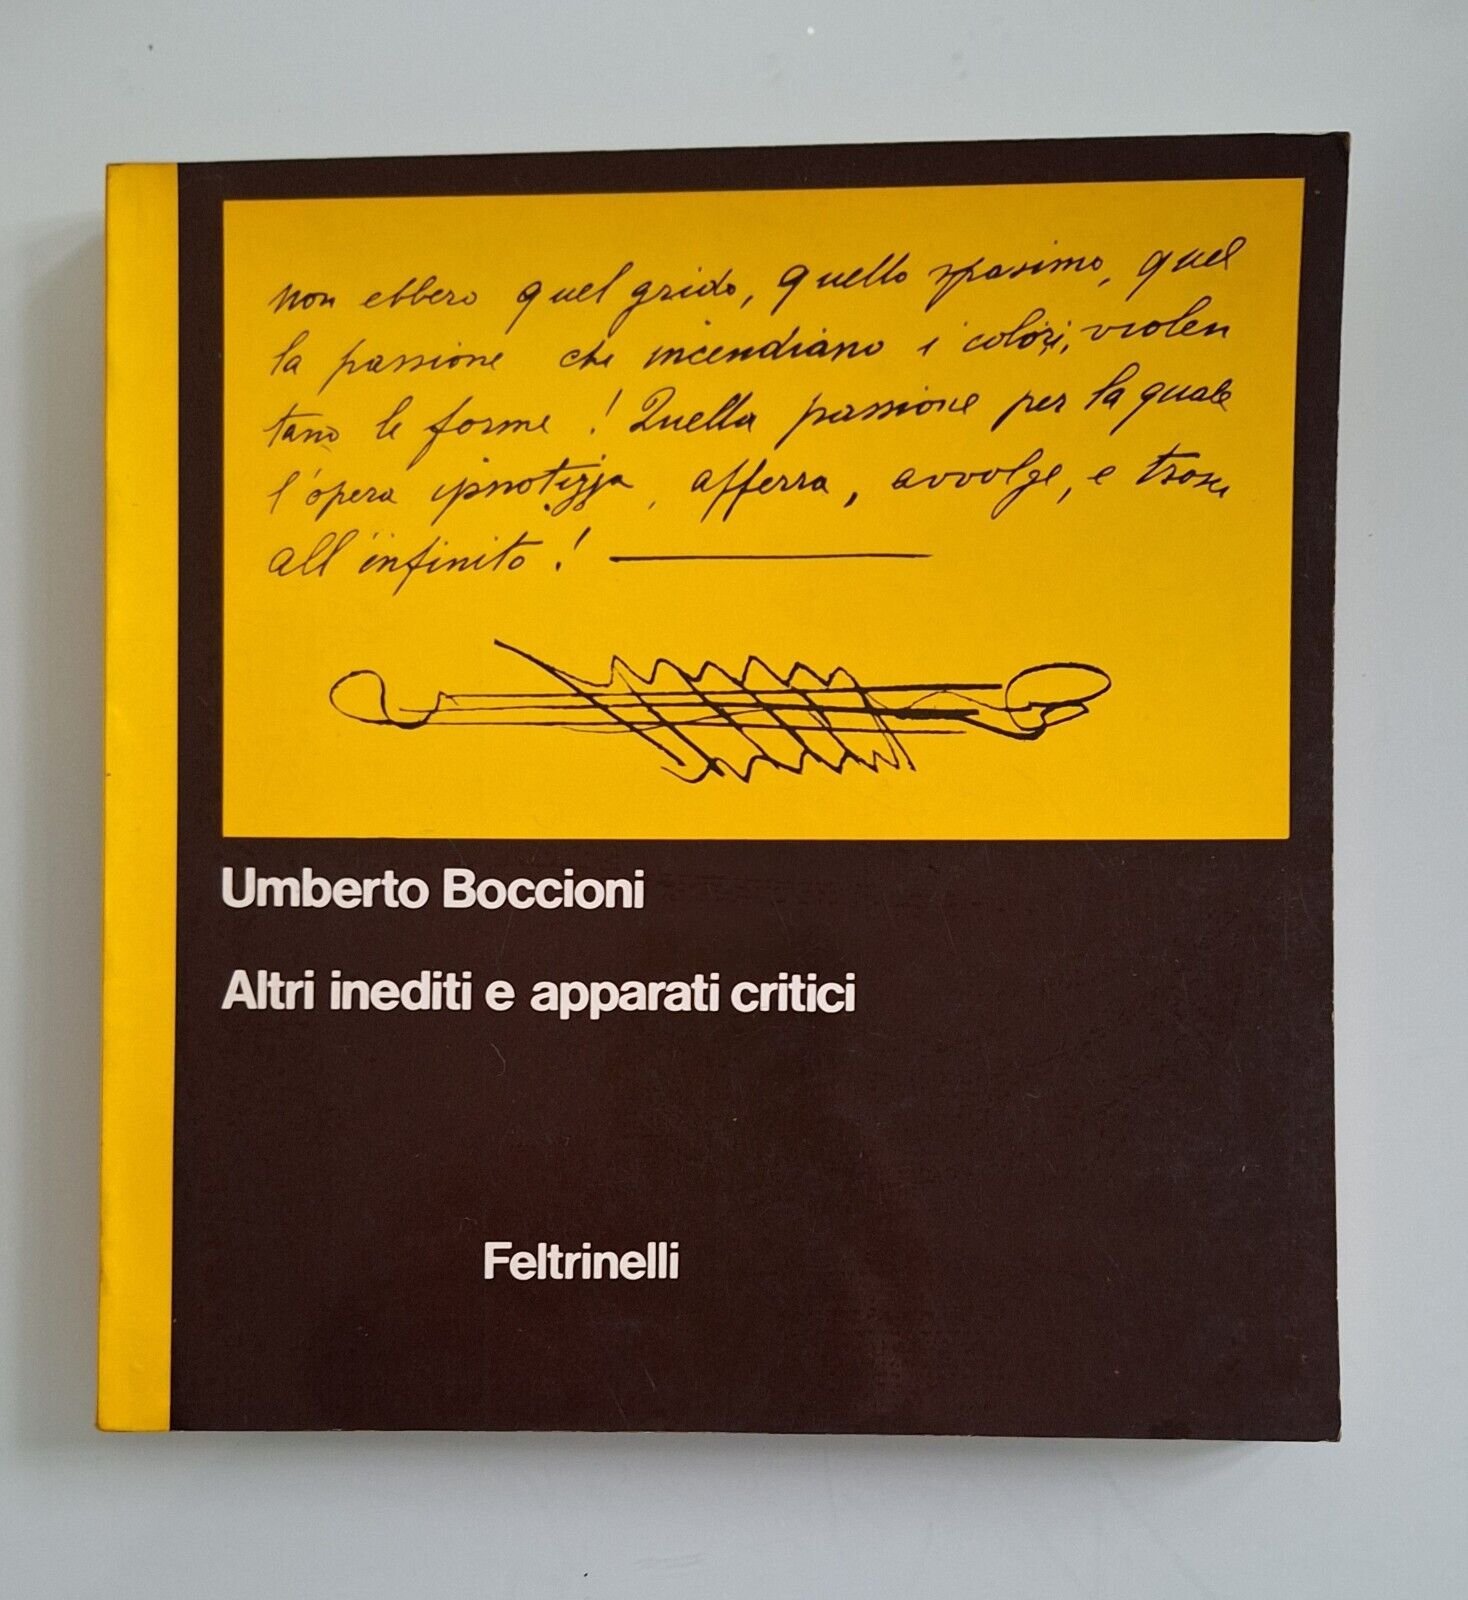 non ebbero quel grido, quello spasimo, quel
la passione che incendiano i colori, violen
tano le forme! Quella passione per la quale
l'opera ipnotizza, afferra, avvolge, e trasci
all'infinito!
Umberto Boccioni
Altri inediti e apparati critici
Feltrinelli